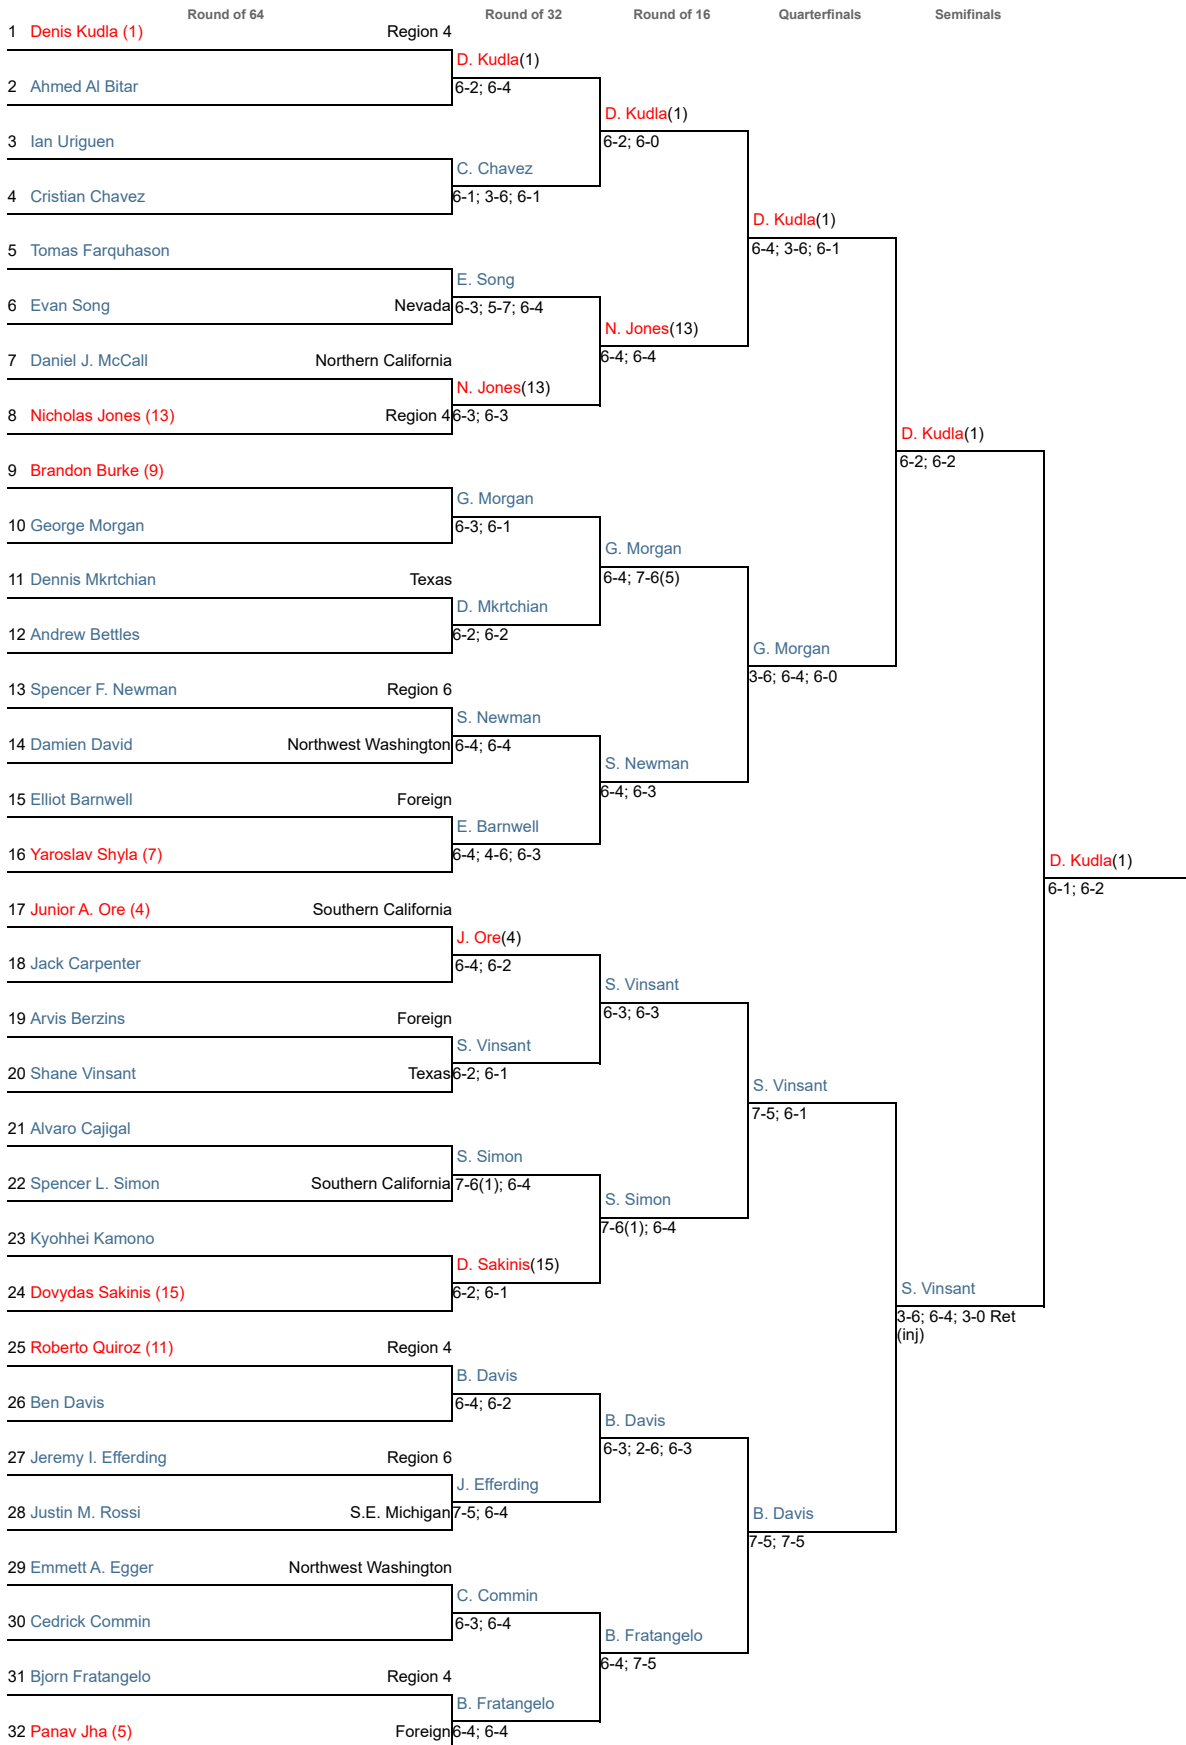 Round of 64 Round of 32 Round of 16 Quarterfinals Semifinals
1 Denis Kudla (1) Region 4
D. Kudla(1)
2 Ahmed Al Bitar 6-2; 6-4
D. Kudla(1)
3 Ian Uriguen 6-2; 6-0
C. Chavez
4 Cristian Chavez 6-1; 3-6; 6-1
D. Kudla(1)
5 Tomas Farquhason 6-4; 3-6; 6-1
E. Song
6 Evan Song Nevada 6-3; 5-7; 6-4
N. Jones(13)
7 Daniel J. McCall Northern California 6-4; 6-4
N. Jones(13)
8 Nicholas Jones (13) Region 4 6-3; 6-3
D. Kudla(1)
6-2; 6-2
9 Brandon Burke (9)
G. Morgan
10 George Morgan 6-3; 6-1
G. Morgan
11 Dennis Mkrtchian Texas 6-4; 7-6(5)
D. Mkrtchian
12 Andrew Bettles 6-2; 6-2
G. Morgan
3-6; 6-4; 6-0
13 Spencer F. Newman Region 6
S. Newman
14 Damien David Northwest Washington 6-4; 6-4
S. Newman
15 Elliot Barnwell Foreign 6-4; 6-3
E. Barnwell
16 Yaroslav Shyla (7) 6-4; 4-6; 6-3
D. Kudla(1)
6-1; 6-2
17 Junior A. Ore (4) Southern California
J. Ore(4)
18 Jack Carpenter 6-4; 6-2
S. Vinsant
19 Arvis Berzins Foreign 6-3; 6-3
S. Vinsant
20 Shane Vinsant Texas 6-2; 6-1
S. Vinsant
7-5; 6-1
21 Alvaro Cajigal
S. Simon
22 Spencer L. Simon Southern California 7-6(1); 6-4
S. Simon
7-6(1); 6-4
23 Kyohhei Kamono
D. Sakinis(15)
24 Dovydas Sakinis (15) 6-2; 6-1
S. Vinsant
3-6; 6-4; 3-0 Ret
(inj)
25 Roberto Quiroz (11) Region 4
B. Davis
26 Ben Davis 6-4; 6-2
B. Davis
6-3; 2-6; 6-3
27 Jeremy I. Efferding Region 6
J. Efferding
28 Justin M. Rossi S.E. Michigan 7-5; 6-4
B. Davis
7-5; 7-5
29 Emmett A. Egger Northwest Washington
C. Commin
30 Cedrick Commin 6-3; 6-4
B. Fratangelo
6-4; 7-5
31 Bjorn Fratangelo Region 4
B. Fratangelo
32 Panav Jha (5) Foreign 6-4; 6-4